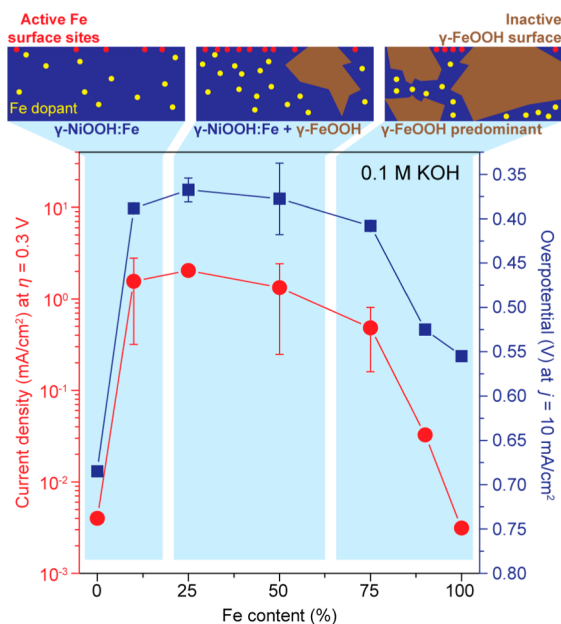 Active Fe
surface sites
Inactive
γ-FeOOH surface
Fe dopant
γ-NiOOH:Fe
γ-NiOOH:Fe + γ-FeOOH
γ-FeOOH predominant
0.1 M KOH
Current density (mA/cm²) at η = 0.3 V
10¹
10⁰
10⁻¹
10⁻²
10⁻³
Overpotential (V) at j = 10 mA/cm²
0.35
0.40
0.45
0.50
0.55
0.60
0.65
0.70
0.75
0.80
0 25 50 75 100
Fe content (%)